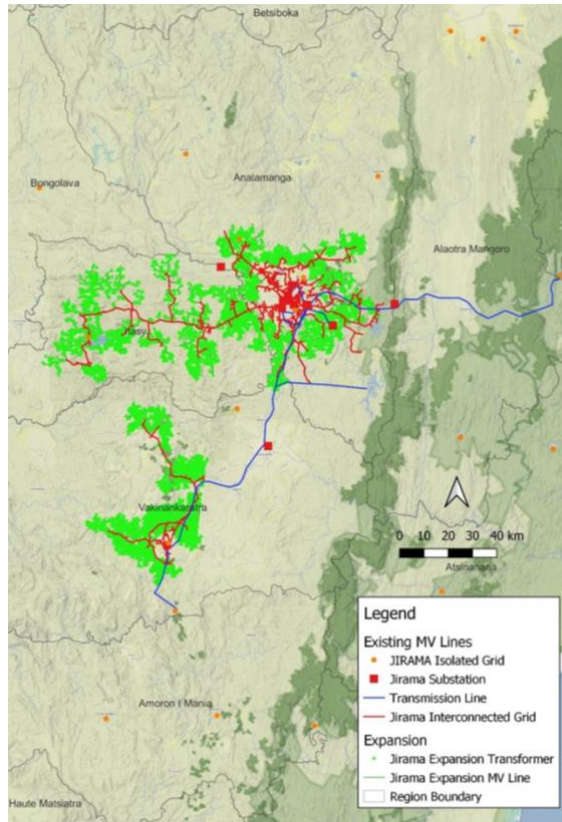 Betsiboka
Bongolava
Analamanga
Alaotra Mangoro
Itasy
Vakinankaratra
0 10 20 30 40 km
Atsinanana
Amoron I Mania
Haute Matsiatra
Legend
Existing MV Lines
JIRAMA Isolated Grid
Jirama Substation
Transmission Line
Jirama Interconnected Grid
Expansion
Jirama Expansion Transformer
Jirama Expansion MV Line
Region Boundary